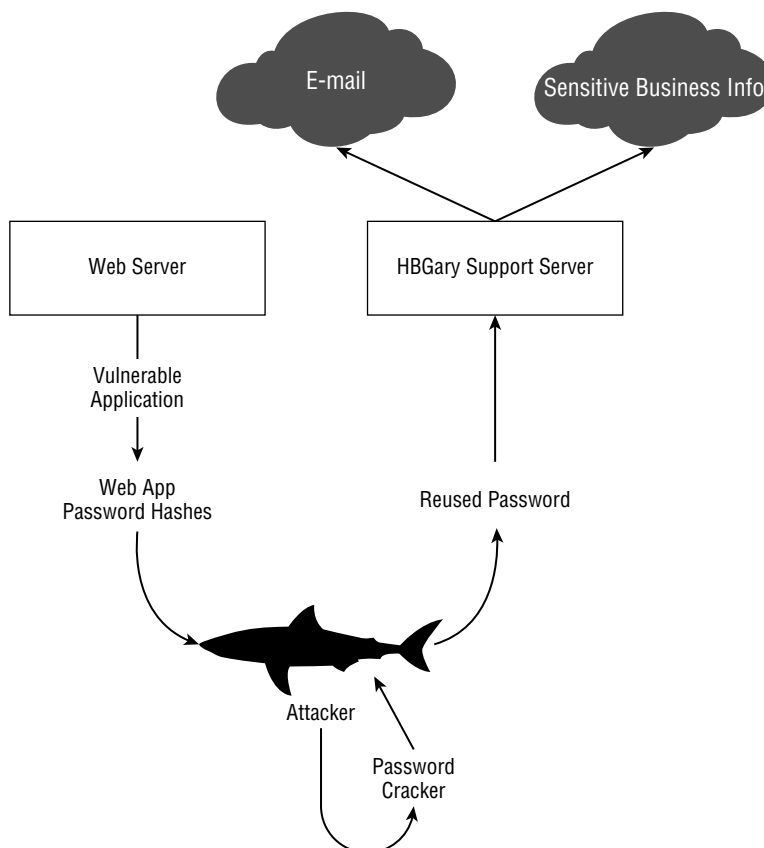 E-mail
Sensitive Business Info
Web Server
HBGary Support Server
Vulnerable
Application
Web App
Password Hashes
Reused Password
Attacker
Password
Cracker